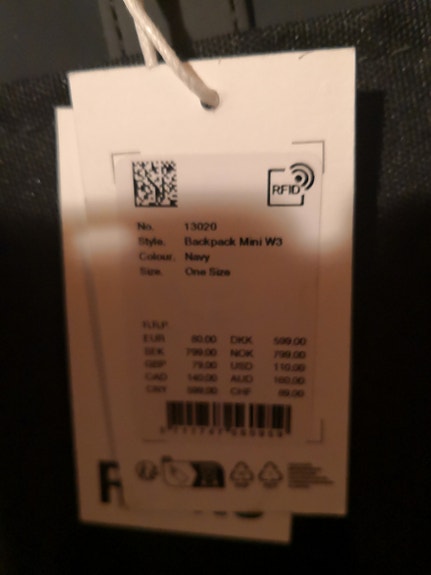 RFID
No. 13020
Style. Backpack Mini W3
Colour. Navy
Size. One Size
R.R.P
EUR 80.00 DKK 599.00
SEK 799.00 NOK 799.00
GBP 79.00 USD 110.00
CAD 140.00 AUD 160.00
CNY 599.00 CHF 89.00